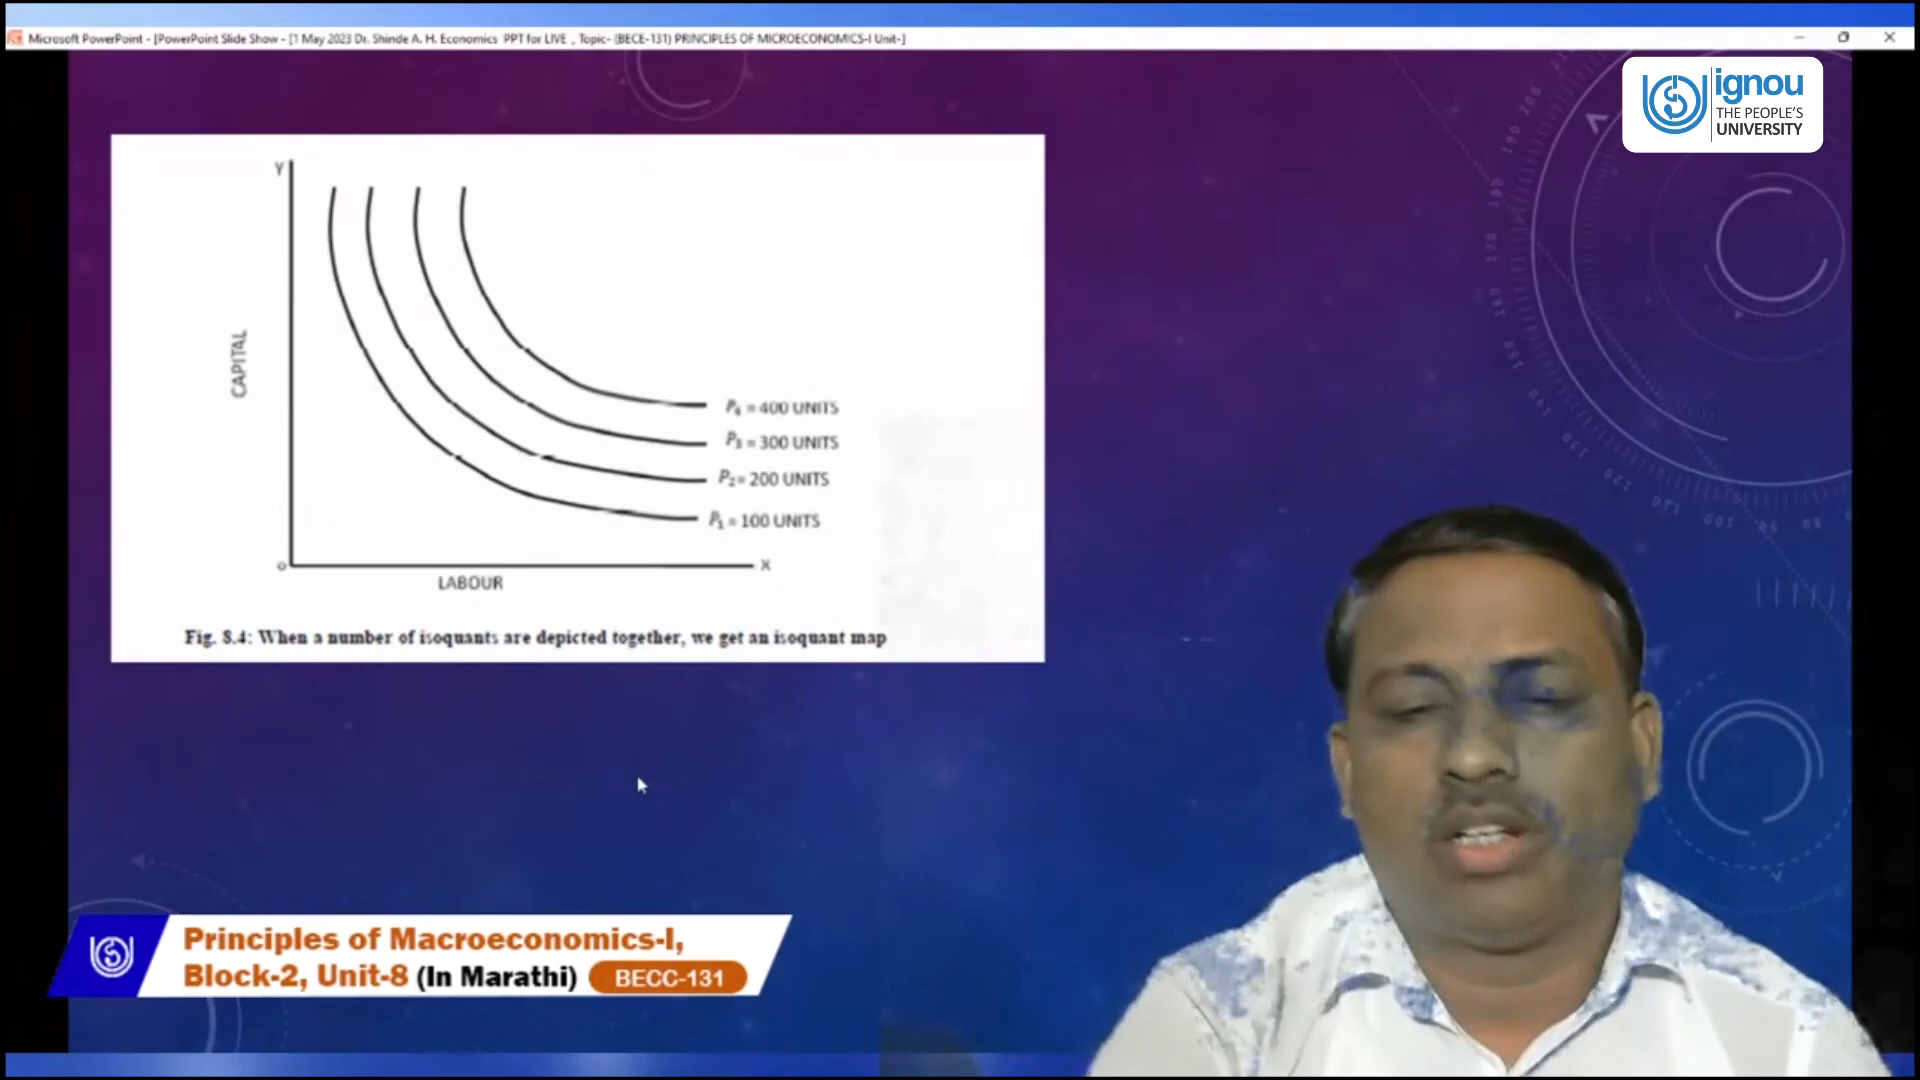 Microsoft PowerPoint - [PowerPoint Slide Show - [1 May 2023 Dr. Shinde A. H. Economics PPT for LIVE , Topic- (BECE-131) PRINCIPLES OF MICROECONOMICS-I Unit-]
ignou
THE PEOPLE'S
UNIVERSITY
Y
CAPITAL
P₄ = 400 UNITS
P₃ = 300 UNITS
P₂= 200 UNITS
P₁ = 100 UNITS
O
X
LABOUR
Fig. 8.4: When a number of isoquants are depicted together, we get an isoquant map
Principles of Macroeconomics-I,
Block-2, Unit-8 (In Marathi) BECC-131